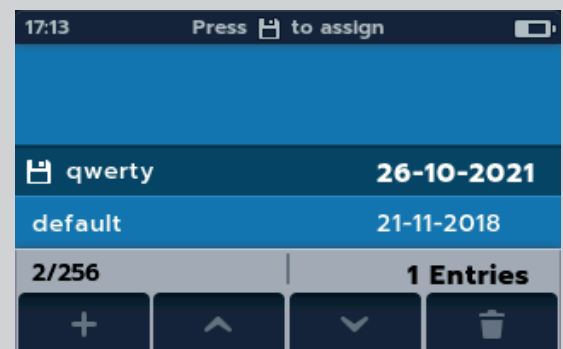 17:13 Press to assign
qwerty 26-10-2021
default 21-11-2018
2/256 1 Entries